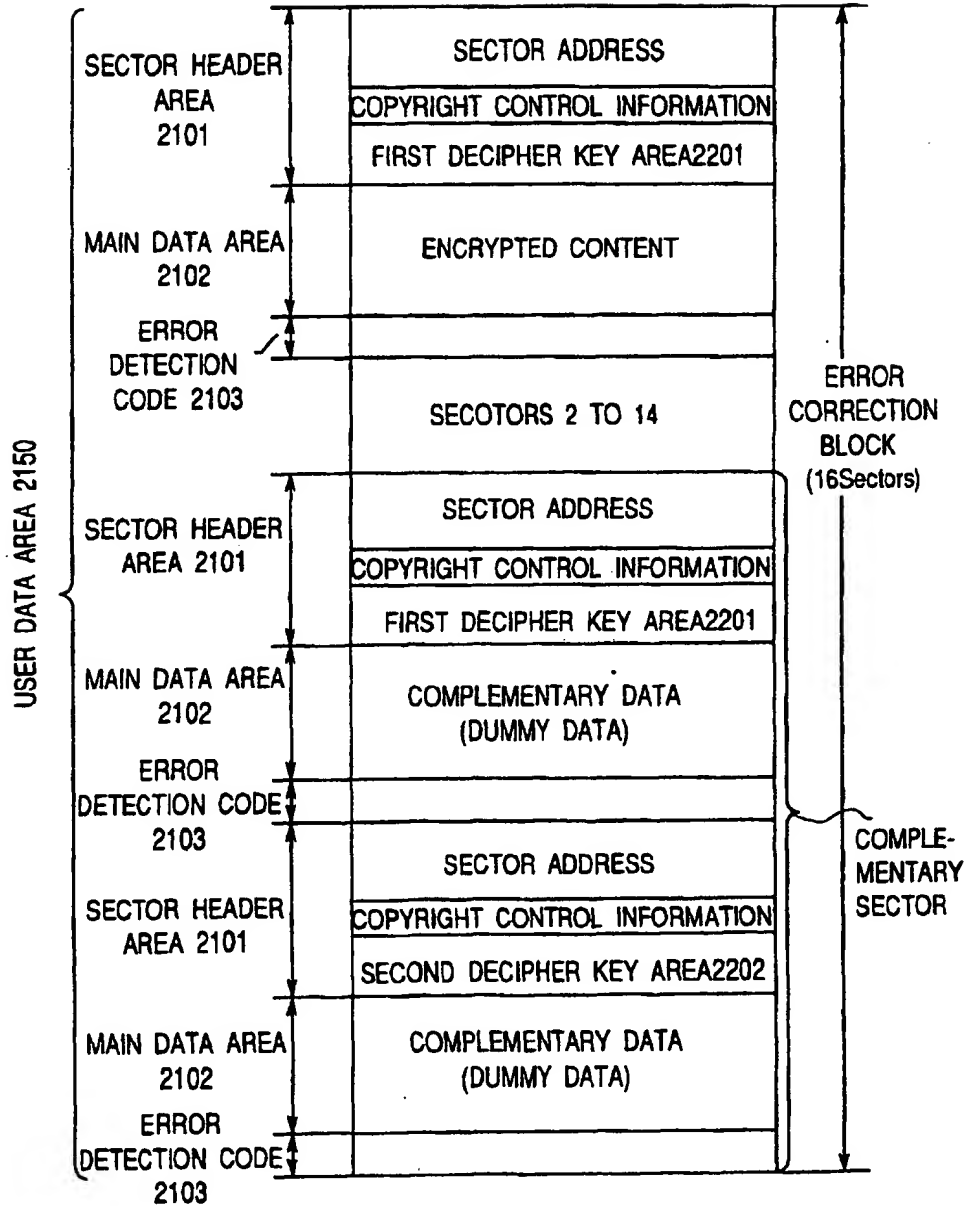 USER DATA AREA 2150
SECTOR HEADER
AREA
2101
SECTOR ADDRESS
COPYRIGHT CONTROL INFORMATION
FIRST DECIPHER KEY AREA2201
MAIN DATA AREA
2102
ENCRYPTED CONTENT
ERROR
DETECTION
CODE 2103
SECOTORS 2 TO 14
ERROR
CORRECTION
BLOCK
(16Sectors)
SECTOR HEADER
AREA 2101
SECTOR ADDRESS
COPYRIGHT CONTROL INFORMATION
FIRST DECIPHER KEY AREA2201
MAIN DATA AREA
2102
COMPLEMENTARY DATA
(DUMMY DATA)
ERROR
DETECTION CODE
2103
COMPLE-
MENTARY
SECTOR
SECTOR HEADER
AREA 2101
SECTOR ADDRESS
COPYRIGHT CONTROL INFORMATION
SECOND DECIPHER KEY AREA2202
MAIN DATA AREA
2102
COMPLEMENTARY DATA
(DUMMY DATA)
ERROR
DETECTION CODE
2103